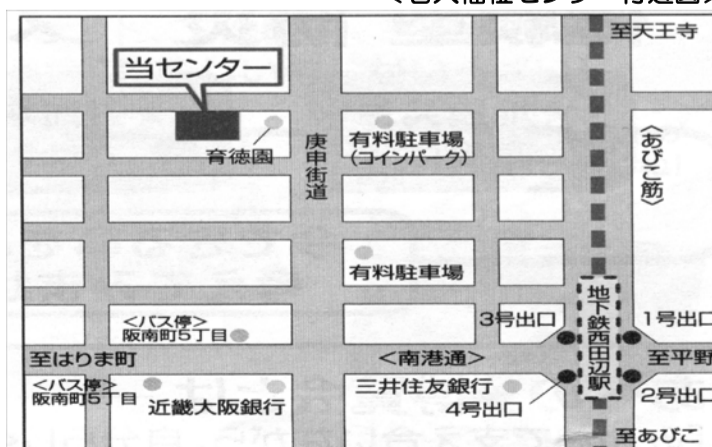 至天王寺
当センター
育徳園
庚申街道
有料駐車場
(コインパーク)
<あびこ筋>
有料駐車場
地下鉄西田辺駅
<バス停>
阪南町5丁目
3号出口
1号出口
至はりま町
<南港通>
至平野
<バス停>
阪南町5丁目
近畿大阪銀行
三井住友銀行
4号出口
2号出口
至あびこ